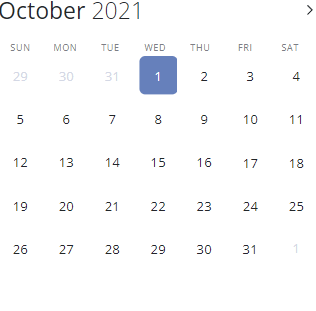 October 2021 >
SUN MON TUE WED THU FRI SAT
29 30 31 1 2 3 4
5 6 7 8 9 10 11
12 13 14 15 16 17 18
19 20 21 22 23 24 25
26 27 28 29 30 31 1